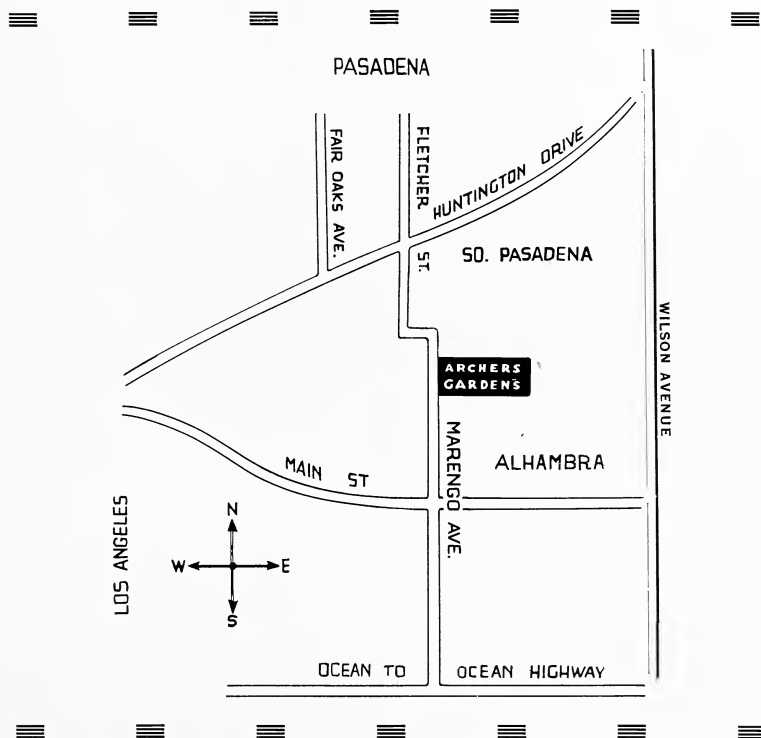 PASADENA
FAIR OAKS AVE.
FLETCHER ST.
HUNTINGTON DRIVE
SO. PASADENA
WILSON AVENUE
ARCHERS
GARDENS
MARENGO AVE.
ALHAMBRA
MAIN ST
LOS ANGELES
N
W
E
S
OCEAN TO OCEAN HIGHWAY